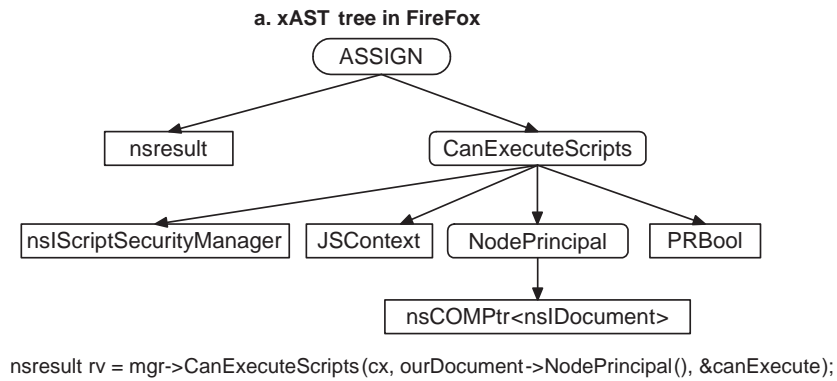 a. xAST tree in FireFox
ASSIGN
nsresult
CanExecuteScripts
nsIScriptSecurityManager
JSContext
NodePrincipal
PRBool
nsCOMPtr<nsIDocument>
nsresult rv = mgr->CanExecuteScripts(cx, ourDocument->NodePrincipal(), &canExecute);